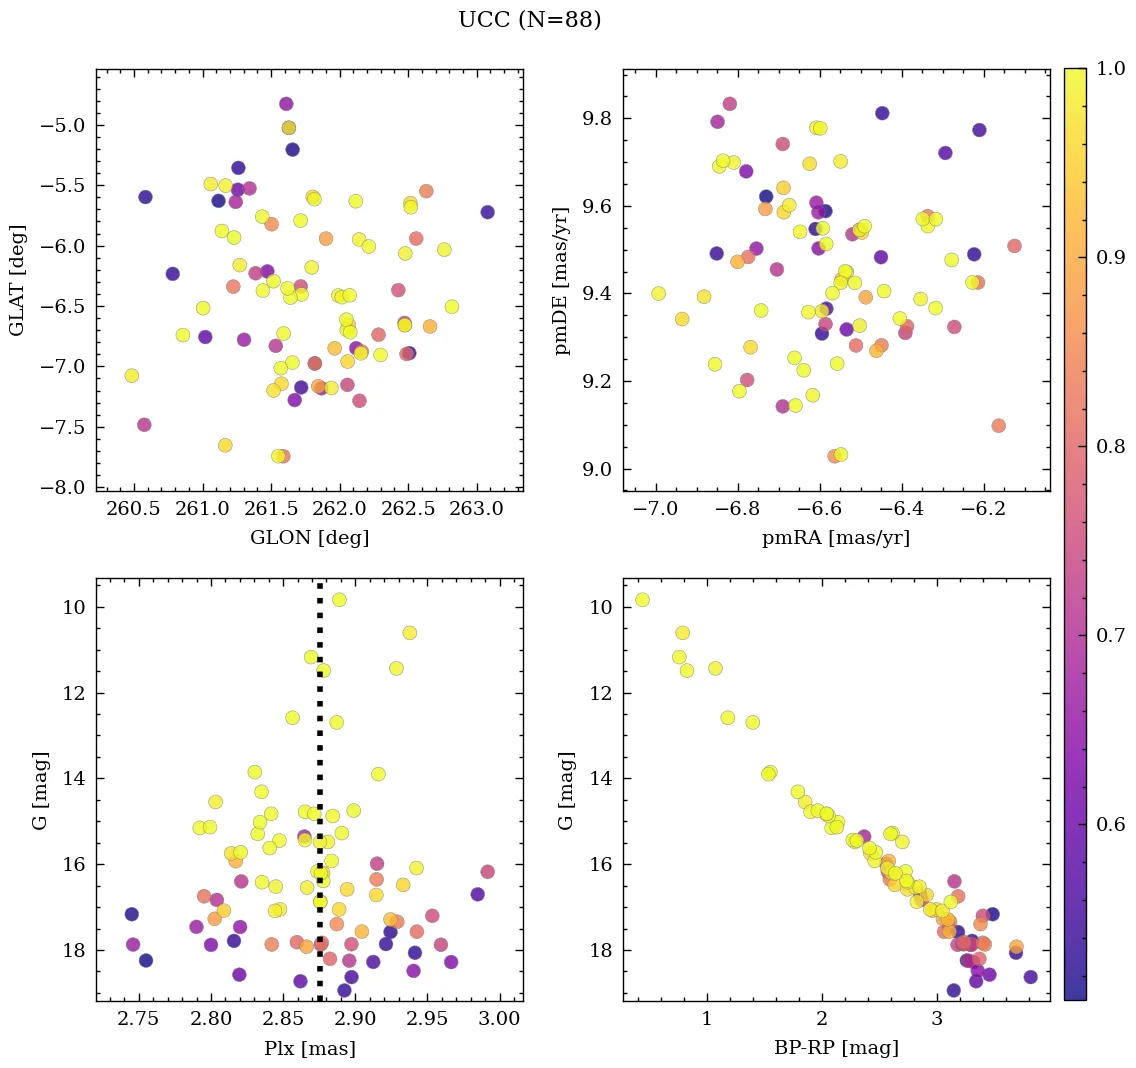 UCC (N=88)
−5.0
−5.5
−6.0
−6.5
−7.0
−7.5
−8.0
GLAT [deg]
260.5 261.0 261.5 262.0 262.5 263.0
GLON [deg]
9.8
9.6
9.4
9.2
9.0
pmDE [mas/yr]
−7.0 −6.8 −6.6 −6.4 −6.2
pmRA [mas/yr]
1.0
0.9
0.8
0.7
0.6
10
12
14
16
18
G [mag]
2.75 2.80 2.85 2.90 2.95 3.00
Plx [mas]
10
12
14
16
18
G [mag]
1 2 3
BP-RP [mag]